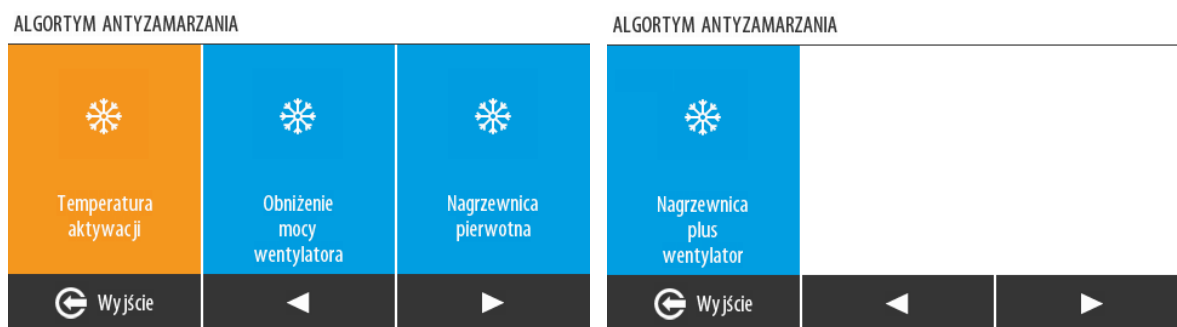 ALGORTYM ANTYZAMARZANIA
Temperatura
aktywacji
Obniżenie
mocy
wentylatora
Nagrzewnica
pierwotna
Wyjście
ALGORTYM ANTYZAMARZANIA
Nagrzewnica
plus
wentylator
Wyjście